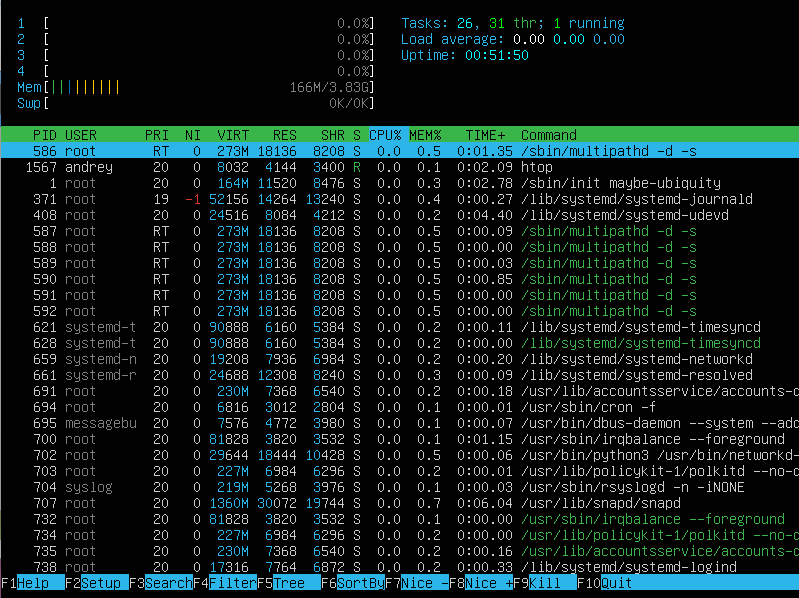 1 [ 0.0%] Tasks: 26, 31 thr; 1 running
2 [ 0.0%] Load average: 0.00 0.00 0.00
3 [ 0.0%] Uptime: 00:51:50
4 [ 0.0%]
Mem[||||||||| 166M/3.83G]
Swp[ 0K/0K]
PID USER PRI NI VIRT RES SHR S CPU% MEM% TIME+ Command
586 root RT 0 273M 18136 8208 S 0.0 0.5 0:01.35 /sbin/multipathd -d -s
1567 andrey 20 0 8032 4144 3400 R 0.0 0.1 0:02.09 htop
1 root 20 0 164M 11520 8476 S 0.0 0.3 0:02.78 /sbin/init maybe-ubiquity
371 root 19 -1 52156 14264 13240 S 0.0 0.4 0:00.27 /lib/systemd/systemd-journald
408 root 20 0 24516 8084 4212 S 0.0 0.2 0:04.40 /lib/systemd/systemd-udevd
587 root RT 0 273M 18136 8208 S 0.0 0.5 0:00.09 /sbin/multipathd -d -s
588 root RT 0 273M 18136 8208 S 0.0 0.5 0:00.00 /sbin/multipathd -d -s
589 root RT 0 273M 18136 8208 S 0.0 0.5 0:00.03 /sbin/multipathd -d -s
590 root RT 0 273M 18136 8208 S 0.0 0.5 0:00.85 /sbin/multipathd -d -s
591 root RT 0 273M 18136 8208 S 0.0 0.5 0:00.00 /sbin/multipathd -d -s
592 root RT 0 273M 18136 8208 S 0.0 0.5 0:00.00 /sbin/multipathd -d -s
621 systemd-t 20 0 90888 6160 5384 S 0.0 0.2 0:00.11 /lib/systemd/systemd-timesyncd
628 systemd-t 20 0 90888 6160 5384 S 0.0 0.2 0:00.00 /lib/systemd/systemd-timesyncd
659 systemd-n 20 0 19208 7936 6984 S 0.0 0.2 0:00.20 /lib/systemd/systemd-networkd
661 systemd-r 20 0 24688 12308 8240 S 0.0 0.3 0:00.09 /lib/systemd/systemd-resolved
691 root 20 0 230M 7368 6540 S 0.0 0.2 0:00.18 /usr/lib/accountsservice/accounts-d
694 root 20 0 6816 3012 2804 S 0.0 0.1 0:00.01 /usr/sbin/cron -f
695 messagebu 20 0 7576 4772 3980 S 0.0 0.1 0:00.07 /usr/bin/dbus-daemon --system --add
700 root 20 0 81828 3820 3532 S 0.0 0.1 0:01.15 /usr/sbin/irqbalance --foreground
702 root 20 0 29644 18444 10428 S 0.0 0.5 0:00.06 /usr/bin/python3 /usr/bin/networkd-
703 root 20 0 227M 6984 6296 S 0.0 0.2 0:00.01 /usr/lib/policykit-1/polkitd --no-d
704 syslog 20 0 219M 5268 3976 S 0.0 0.1 0:00.03 /usr/sbin/rsyslogd -n -iNONE
707 root 20 0 1360M 30072 19744 S 0.0 0.7 0:06.04 /usr/lib/snapd/snapd
732 root 20 0 81828 3820 3532 S 0.0 0.1 0:00.00 /usr/sbin/irqbalance --foreground
734 root 20 0 227M 6984 6296 S 0.0 0.2 0:00.00 /usr/lib/policykit-1/polkitd --no-d
735 root 20 0 230M 7368 6540 S 0.0 0.2 0:00.16 /usr/lib/accountsservice/accounts-d
738 root 20 0 17316 7764 6872 S 0.0 0.2 0:00.33 /lib/systemd/systemd-logind
F1Help F2Setup F3SearchF4FilterF5Tree F6SortByF7Nice -F8Nice +F9Kill F10Quit